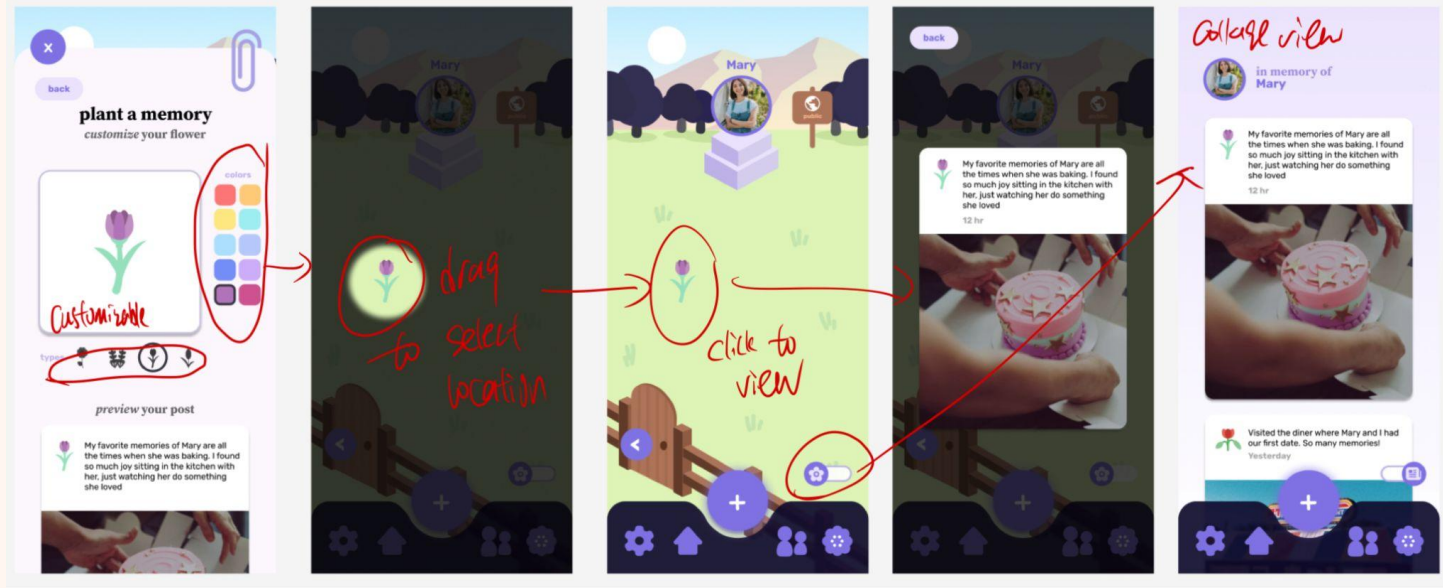 x
back
plant a memory
customize your flower
colors
Customizable
types
preview your post
My favorite memories of Mary are all
the times when she was baking. I found
so much joy sitting in the kitchen with
her, just watching her do something
she loved
Mary
public
drag
to select
location
<
+
Mary
public
click to
view
<
+
back
Mary
public
My favorite memories of Mary are all
the times when she was baking. I found
so much joy sitting in the kitchen with
her, just watching her do something
she loved
12 hr
<
+
Collage view
in memory of
Mary
My favorite memories of Mary are all
the times when she was baking. I found
so much joy sitting in the kitchen with
her, just watching her do something
she loved
12 hr
Visited the diner where Mary and I had
our first date. So many memories!
Yesterday
+